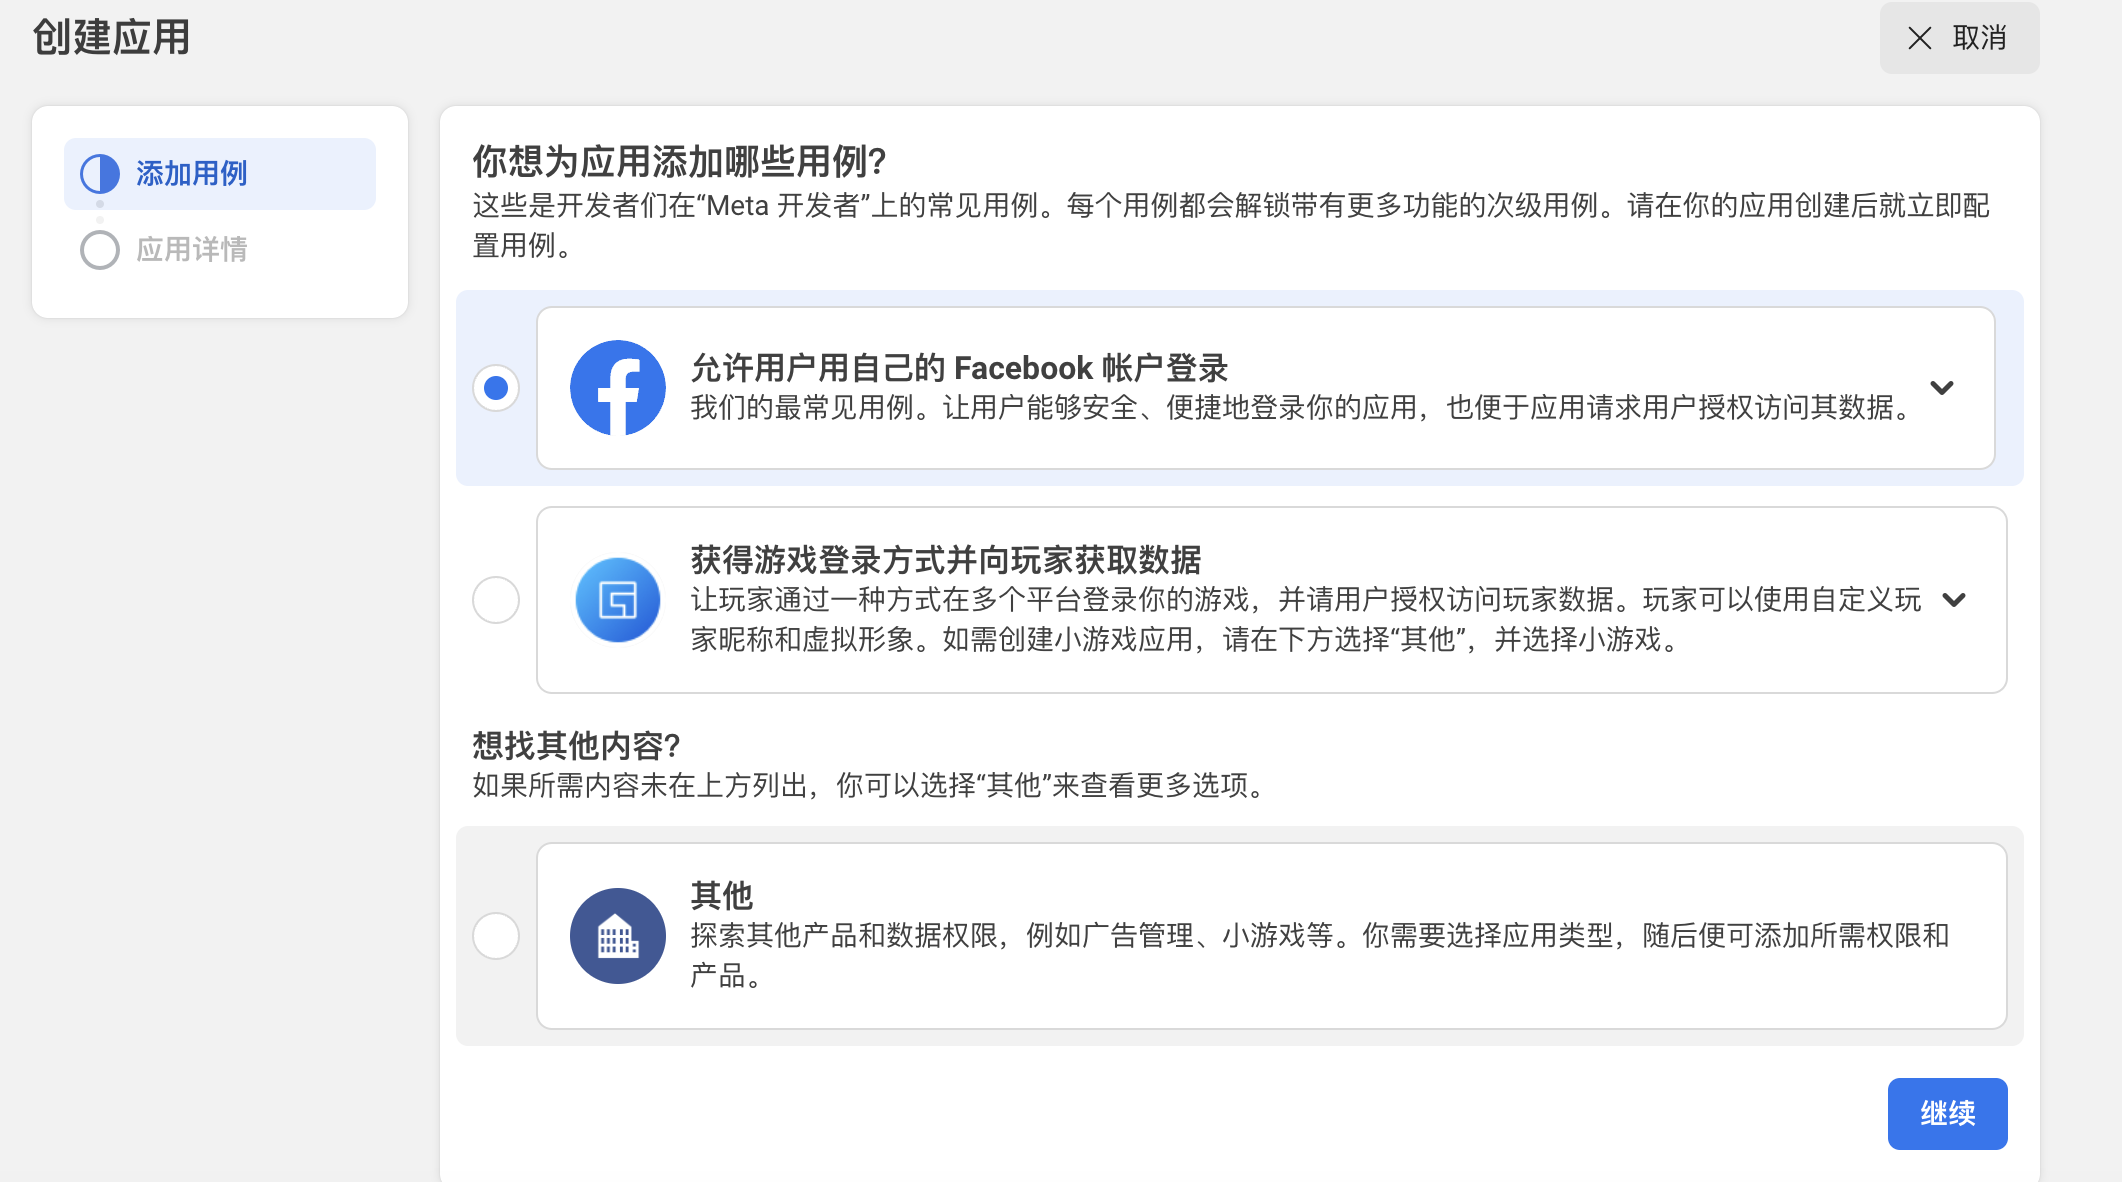 创建应用
取消
添加用例
应用详情
你想为应用添加哪些用例?
这些是开发者们在“Meta 开发者”上的常见用例。每个用例都会解锁带有更多功能的次级用例。请在你的应用创建后就立即配
置用例。
允许用户用自己的 Facebook 帐户登录
我们的最常见用例。让用户能够安全、便捷地登录你的应用，也便于应用请求用户授权访问其数据。
获得游戏登录方式并向玩家获取数据
让玩家通过一种方式在多个平台登录你的游戏，并请用户授权访问玩家数据。玩家可以使用自定义玩
家昵称和虚拟形象。如需创建小游戏应用，请在下方选择“其他”，并选择小游戏。
想找其他内容?
如果所需内容未在上方列出，你可以选择“其他”来查看更多选项。
其他
探索其他产品和数据权限，例如广告管理、小游戏等。你需要选择应用类型，随后便可添加所需权限和
产品。
继续